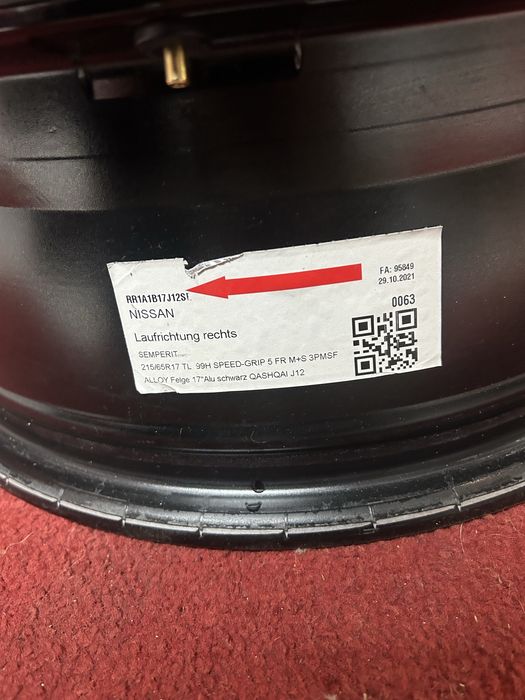 FA: 95849
29.10.2021
RR1A1B17J12S
NISSAN
0063
Laufrichtung rechts
SEMPERIT
215/65R17 TL 99H SPEED-GRIP 5 FR M+S 3PMSF
ALLOY Felge 17"Alu schwarz QASHQAI J12